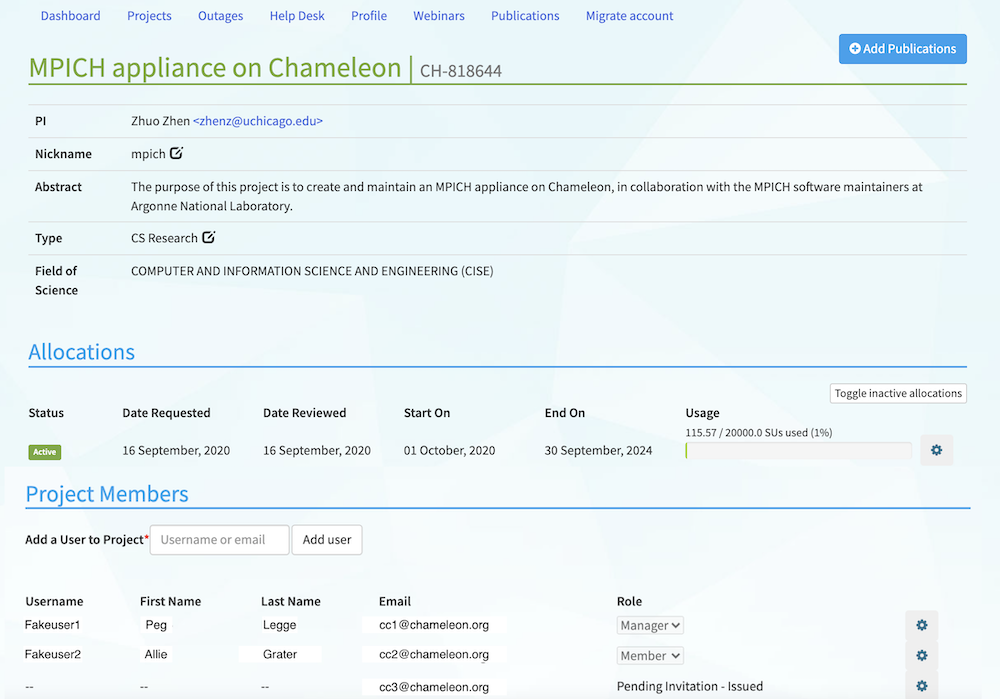 Dashboard Projects Outages Help Desk Profile Webinars Publications Migrate account
Add Publications
MPICH appliance on Chameleon | CH-818644
PI Zhuo Zhen <zhenz@uchicago.edu>
Nickname mpich
Abstract The purpose of this project is to create and maintain an MPICH appliance on Chameleon, in collaboration with the MPICH software maintainers at
Argonne National Laboratory.
Type CS Research
Field of COMPUTER AND INFORMATION SCIENCE AND ENGINEERING (CISE)
Science
Allocations
Toggle inactive allocations
Status Date Requested Date Reviewed Start On End On Usage
115.57 / 20000.0 SUs used (1%)
Active 16 September, 2020 16 September, 2020 01 October, 2020 30 September, 2024
Project Members
Add a User to Project* Username or email Add user
Username First Name Last Name Email Role
Fakeuser1 Peg Legge cc1@chameleon.org Manager
Fakeuser2 Allie Grater cc2@chameleon.org Member
-- -- -- cc3@chameleon.org Pending Invitation - Issued